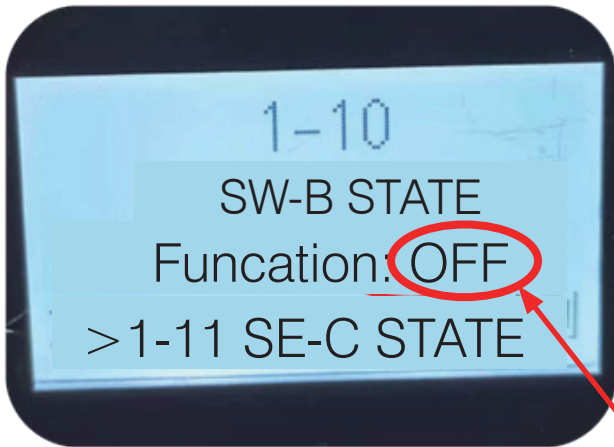 1-10
SW-B STATE
Funcation: OFF
>1-11 SE-C STATE